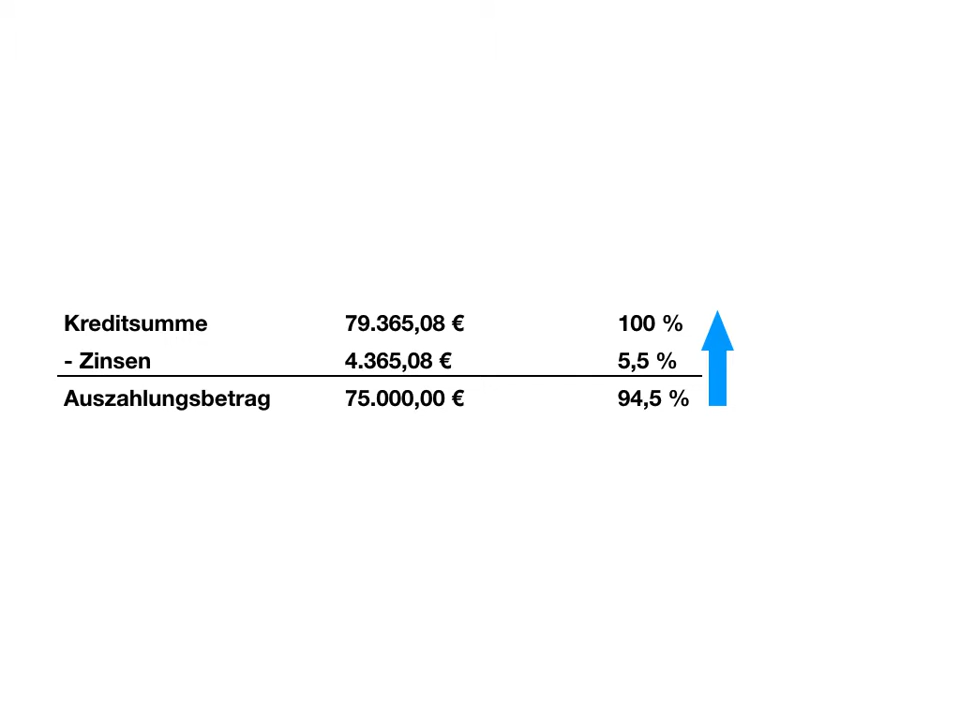 Kreditsumme 79.365,08 € 100 %
- Zinsen 4.365,08 € 5,5 %
Auszahlungsbetrag 75.000,00 € 94,5 %